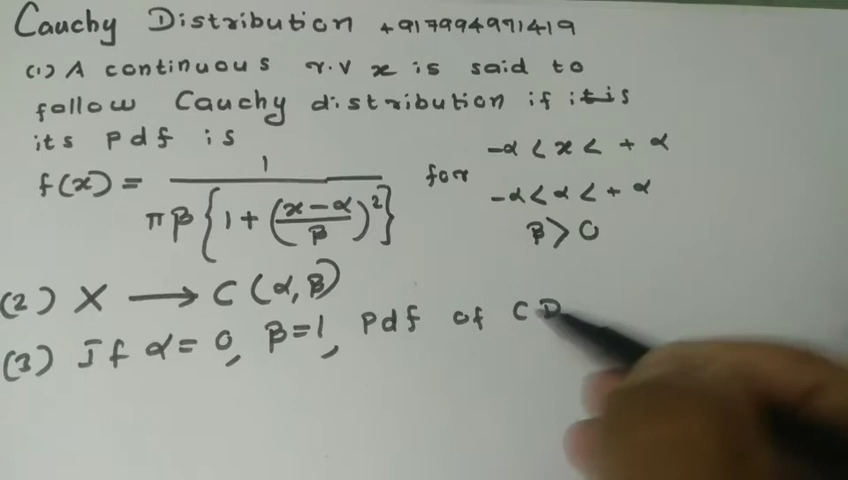 Cauchy Distribution +917994971419
(1) A continuous r.v x is said to
follow Cauchy distribution if it is
its pdf is
f(x) = 1 / πβ{1+((x-α)/β)²} for -α < x < + α
-α < α < + α
β > 0
(2) X → C (α, β)
(3) If α = 0, β=1, pdf of CD